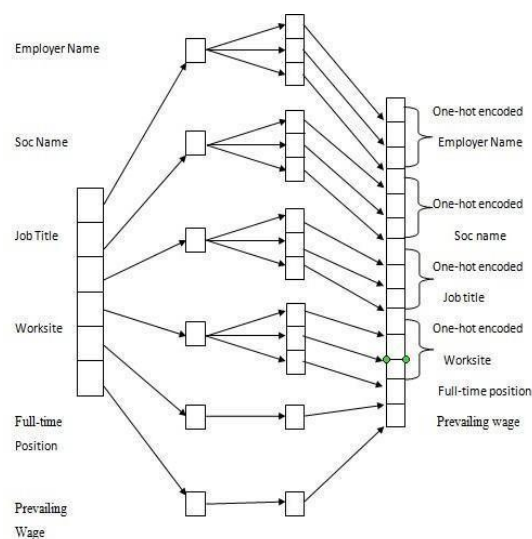 Employer Name
Soc Name
Job Title
Worksite
Full-time
Position
Prevailing
Wage
One-hot encoded
Employer Name
One-hot encoded
Soc name
One-hot encoded
Job title
One-hot encoded
Worksite
Full-time position
Prevailing wage